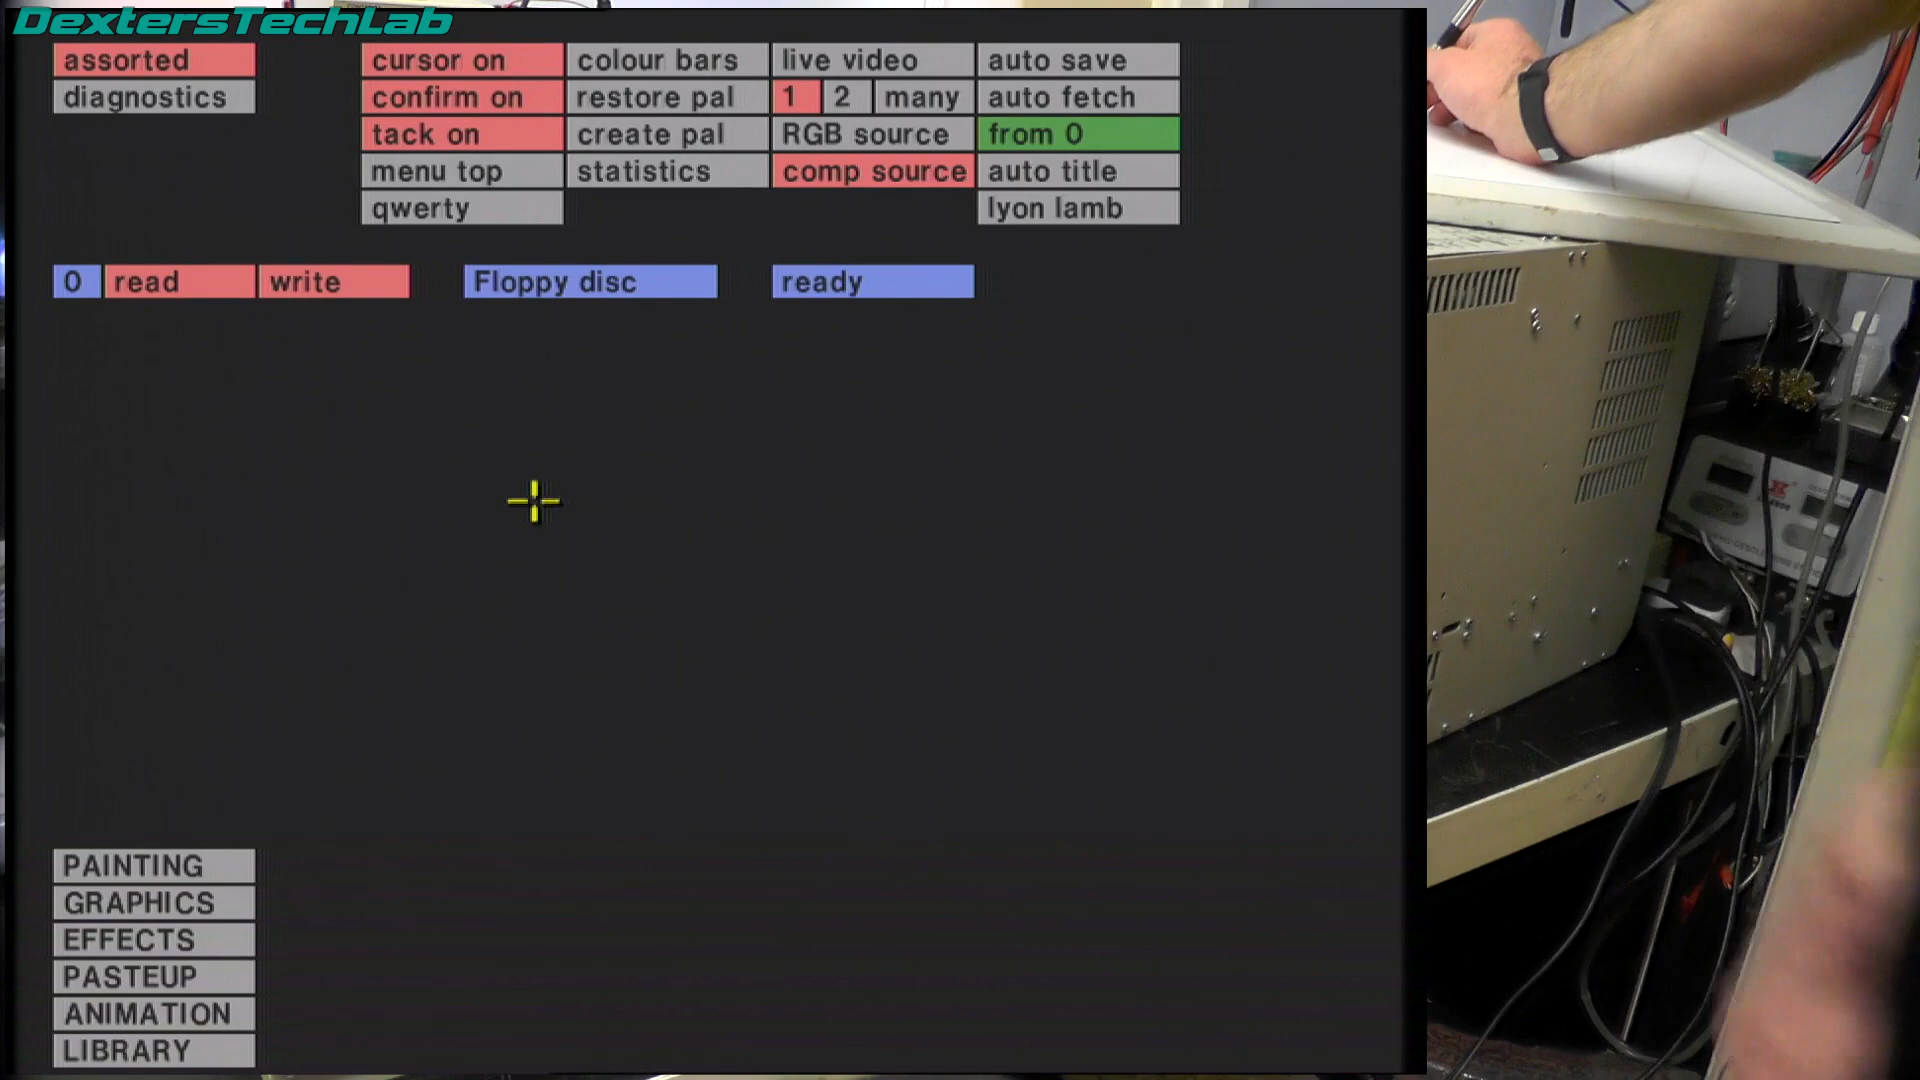 DextersTechLab
assorted cursor on colour bars live video auto save
diagnostics confirm on restore pal 1 2 many auto fetch
tack on create pal RGB source from 0
menu top statistics comp source auto title
qwerty lyon lamb
0 read write Floppy disc ready
PAINTING
GRAPHICS
EFFECTS
PASTEUP
ANIMATION
LIBRARY